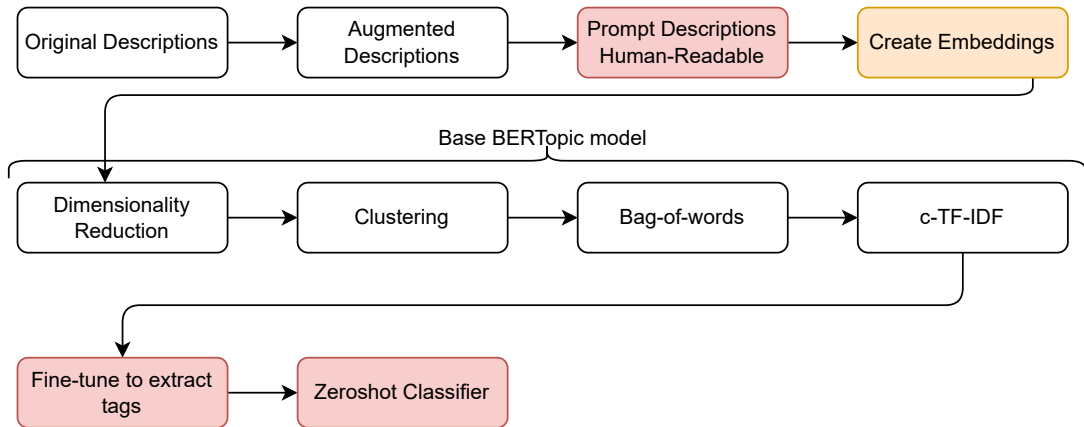 Original Descriptions
Augmented
Descriptions
Prompt Descriptions
Human-Readable
Create Embeddings
Base BERTopic model
Dimensionality
Reduction
Clustering
Bag-of-words
c-TF-IDF
Fine-tune to extract
tags
Zeroshot Classifier